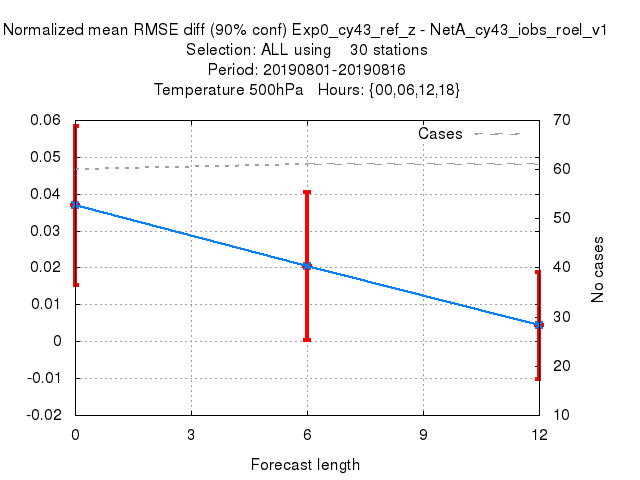 Normalized mean RMSE diff (90% conf) Exp0_cy43_ref_z - NetA_cy43_iobs_roel_v1
Selection: ALL using    30 stations
Period: 20190801-20190816
Temperature 500hPa   Hours: {00,06,12,18}
Cases
0.06
0.05
0.04
0.03
0.02
0.01
0
-0.01
-0.02
70
60
50
40
30
20
10
No cases
0 3 6 9 12
Forecast length